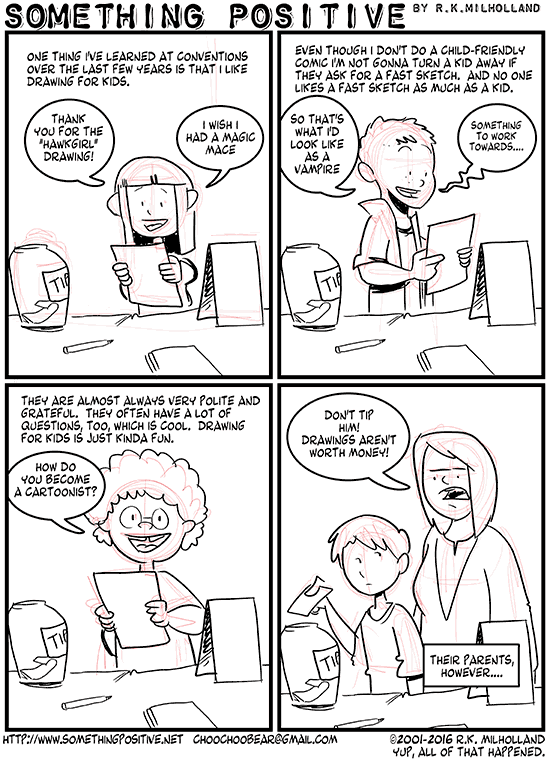 SOMETHING POSITIVE BY R.K.MILHOLLAND
ONE THING I'VE LEARNED AT CONVENTIONS
OVER THE LAST FEW YEARS IS THAT I LIKE
DRAWING FOR KIDS.
THANK
YOU FOR THE
"HAWKGIRL"
DRAWING!
I WISH I
HAD A MAGIC
MACE
TIP
EVEN THOUGH I DON'T DO A CHILD-FRIENDLY
COMIC I'M NOT GONNA TURN A KID AWAY IF
THEY ASK FOR A FAST SKETCH. AND NO ONE
LIKES A FAST SKETCH AS MUCH AS A KID.
SO THAT'S
WHAT I'D
LOOK LIKE
AS A
VAMPIRE
SOMETHING
TO WORK
TOWARDS....
TIP
THEY ARE ALMOST ALWAYS VERY POLITE AND
GRATEFUL. THEY OFTEN HAVE A LOT OF
QUESTIONS, TOO, WHICH IS COOL. DRAWING
FOR KIDS IS JUST KINDA FUN.
HOW DO
YOU BECOME
A CARTOONIST?
TIP
DON'T TIP
HIM!
DRAWINGS AREN'T
WORTH MONEY!
TIP
THEIR PARENTS,
HOWEVER....
HTTP://WWW.SOMETHINGPOSITIVE.NET CHOOCHOOBEAR@GMAIL.COM
©2001-2016 R.K. MILHOLLAND
YUP, ALL OF THAT HAPPENED.